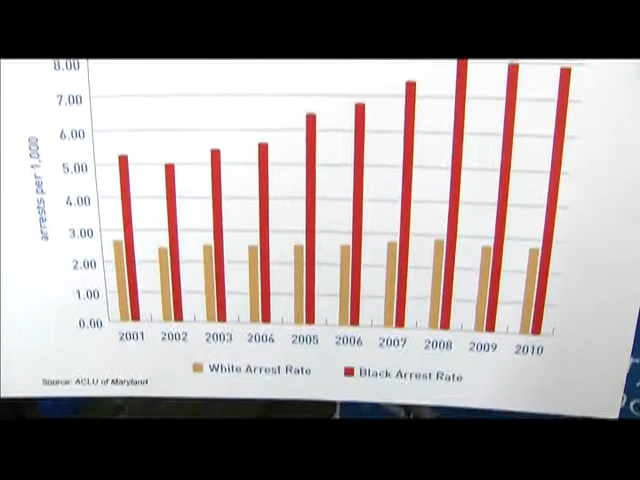 8.00
7.00
6.00
5.00
4.00
3.00
2.00
1.00
0.00
arrests per 1,000
2001 2002 2003 2004 2005 2006 2007 2008 2009 2010
White Arrest Rate Black Arrest Rate
Source: ACLU of Maryland